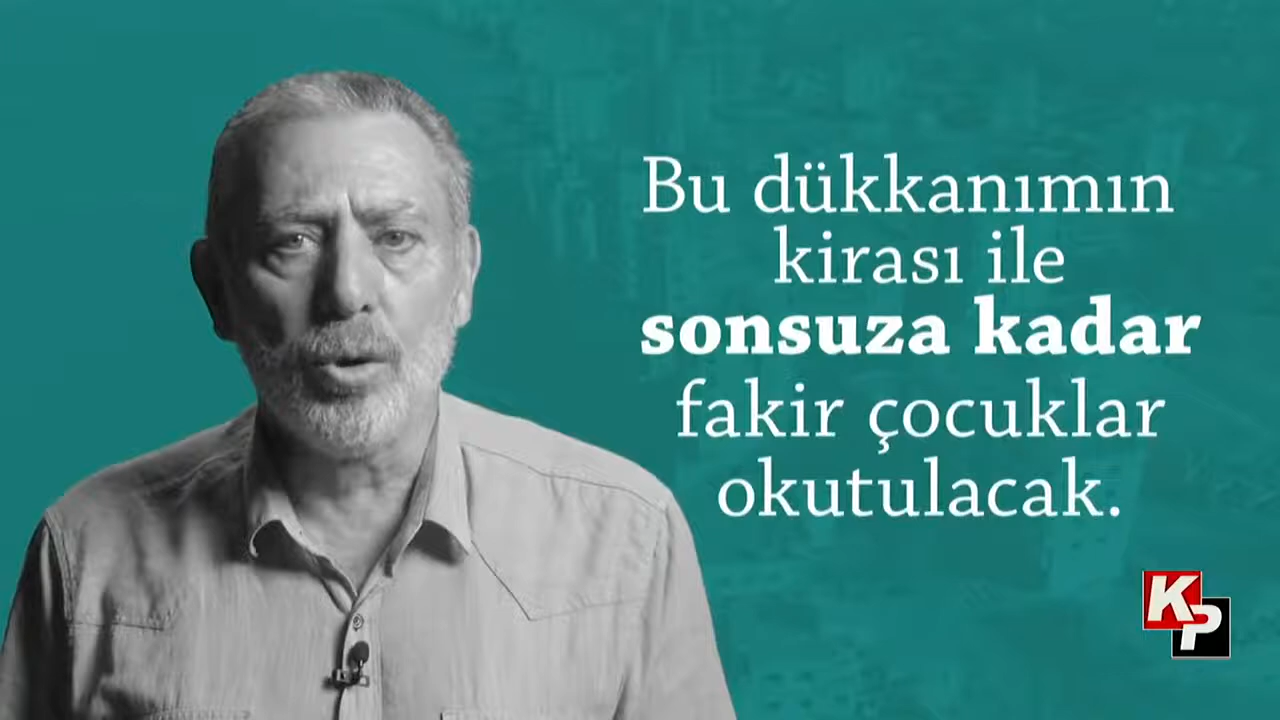 Bu dükkanımın
kirası ile
sonsuza kadar
fakir çocuklar
okutulacak.
KP